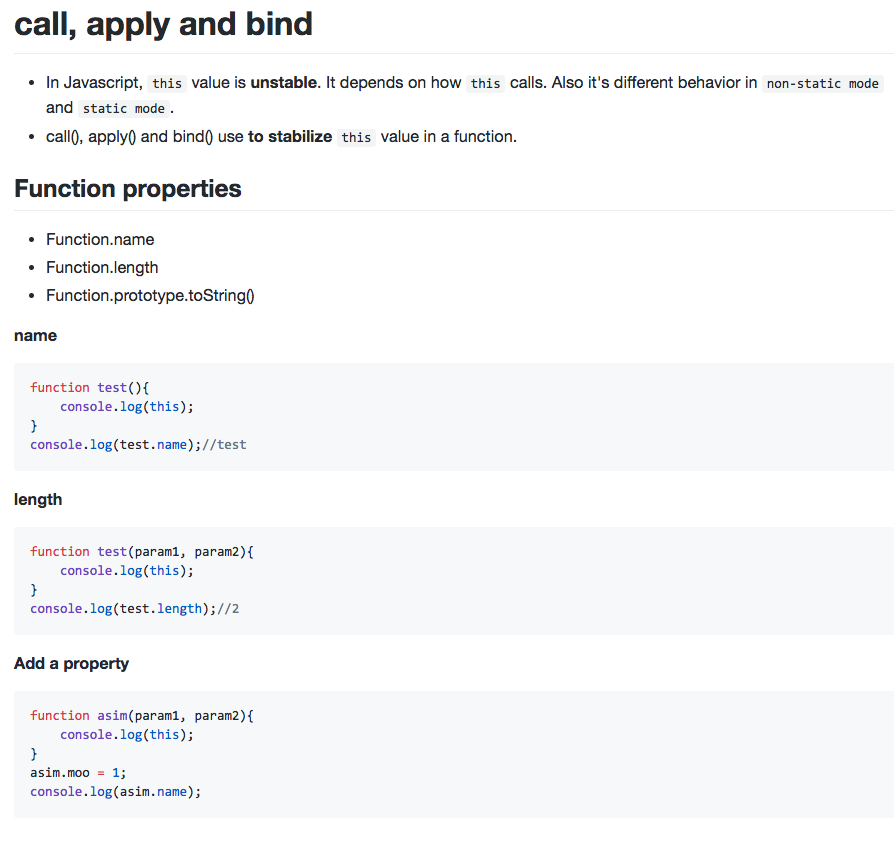 call, apply and bind
In Javascript, this value is unstable. It depends on how this calls. Also it's different behavior in non-static mode
and static mode.
call(), apply() and bind() use to stabilize this value in a function.
Function properties
Function.name
Function.length
Function.prototype.toString()
name
function test(){
    console.log(this);
}
console.log(test.name);//test
length
function test(param1, param2){
    console.log(this);
}
console.log(test.length);//2
Add a property
function asim(param1, param2){
    console.log(this);
}
asim.moo = 1;
console.log(asim.name);